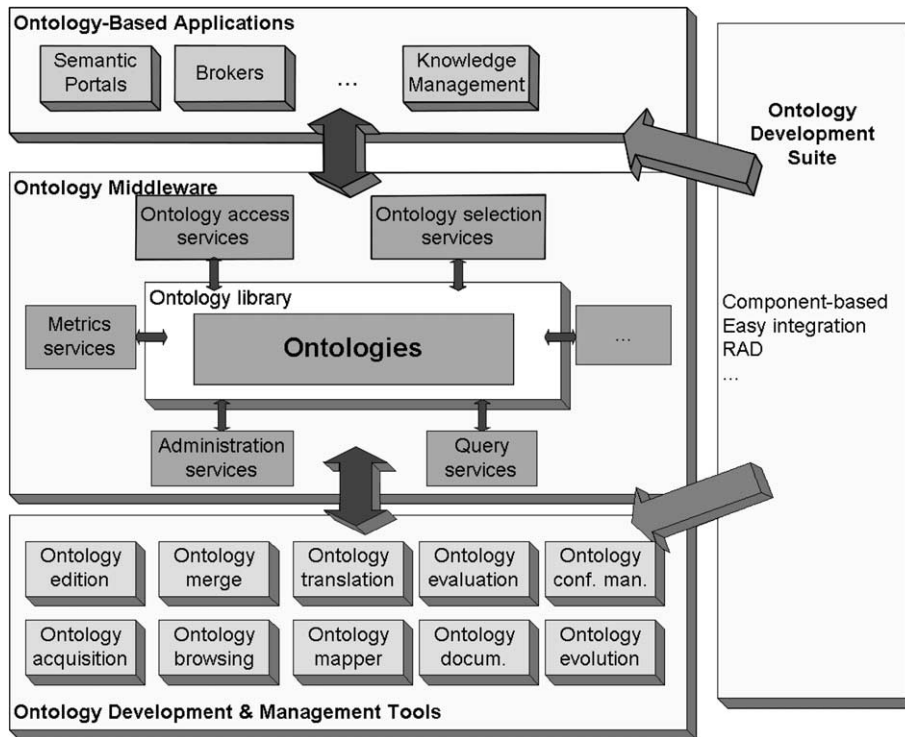 Ontology-Based Applications
Semantic
Portals
Brokers
...
Knowledge
Management
Ontology
Development
Suite
Component-based
Easy integration
RAD
...
Ontology Middleware
Ontology access
services
Ontology selection
services
Ontology library
Metrics
services
Ontologies
...
Administration
services
Query
services
Ontology
edition
Ontology
merge
Ontology
translation
Ontology
evaluation
Ontology
conf. man.
Ontology
acquisition
Ontology
browsing
Ontology
mapper
Ontology
docum.
Ontology
evolution
Ontology Development & Management Tools